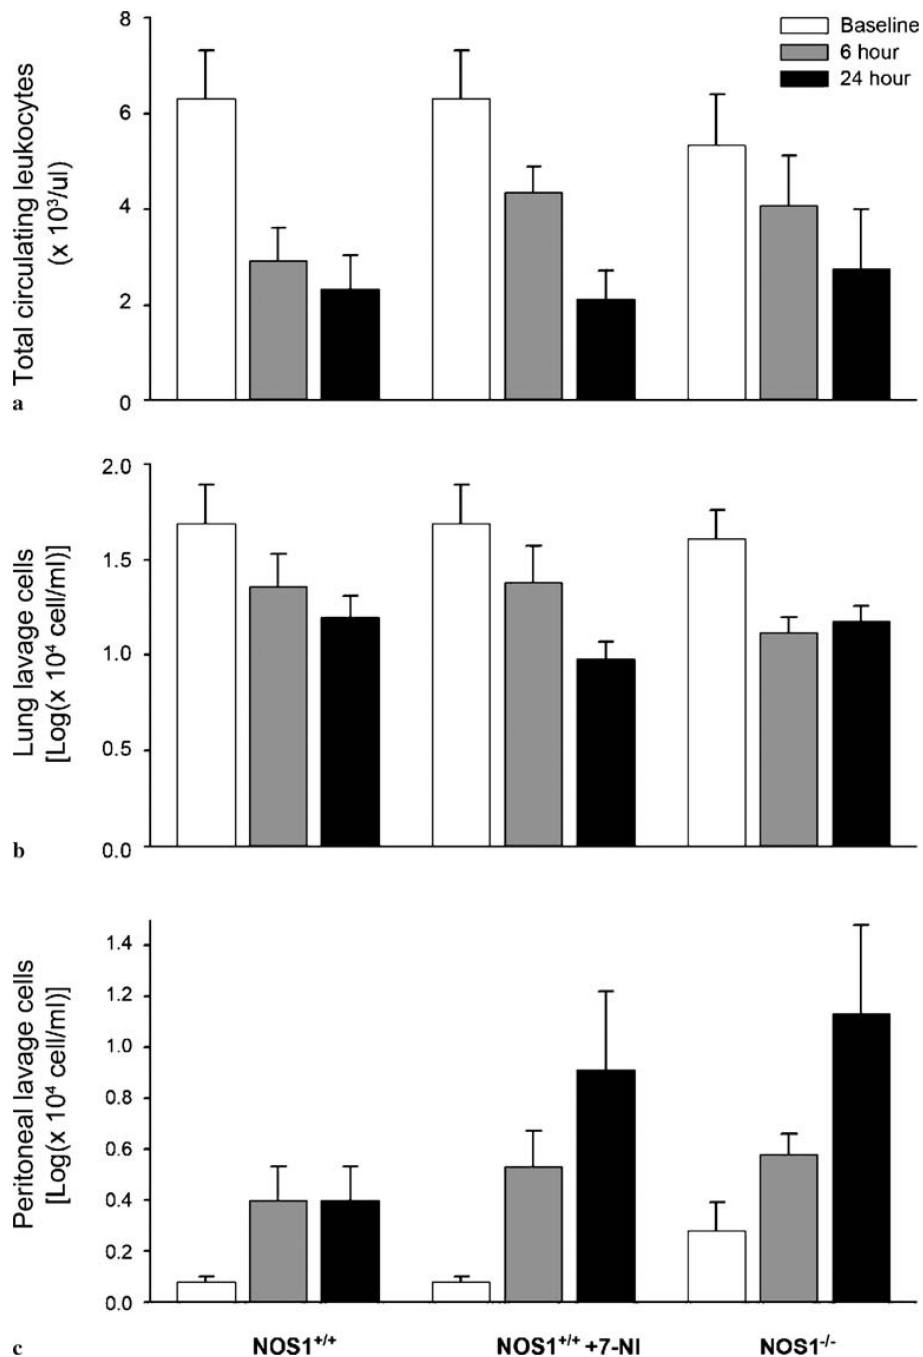 8
6
4
2
0
Total circulating leukocytes
(x 10³/ul)
Baseline
6 hour
24 hour
a
2.0
1.5
1.0
0.5
0.0
Lung lavage cells
[Log(x 10⁴ cell/ml)]
b
1.4
1.2
1.0
0.8
0.6
0.4
0.2
0.0
Peritoneal lavage cells
[Log(x 10⁴ cell/ml)]
c
NOS1⁺/⁺ NOS1⁺/⁺ +7-NI NOS1⁻/⁻